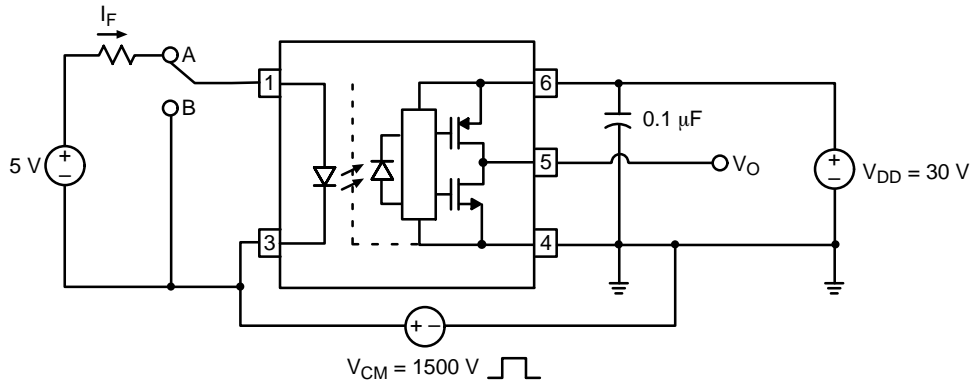 I_F
A
1
6
B
0.1 μF
5 V
+
−
5
V_O
+
−
V_DD = 30 V
3
4
+ −
V_CM = 1500 V